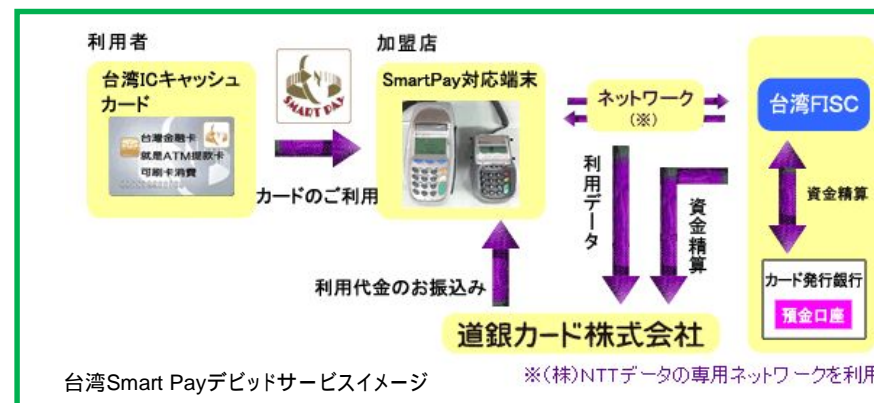 利用者
台湾ICキャッシュ
カード
台灣金融卡
就是ATM提款卡
可刷卡消費
SMART PAY
カードのご利用
加盟店
SmartPay対応端末
ネットワーク
(※)
利用データ
資金精算
利用代金のお振込み
道銀カード株式会社
台湾FISC
資金精算
カード発行銀行
預金口座
台湾Smart Payデビッドサービスイメージ
※(株)NTTデータの専用ネットワークを利用